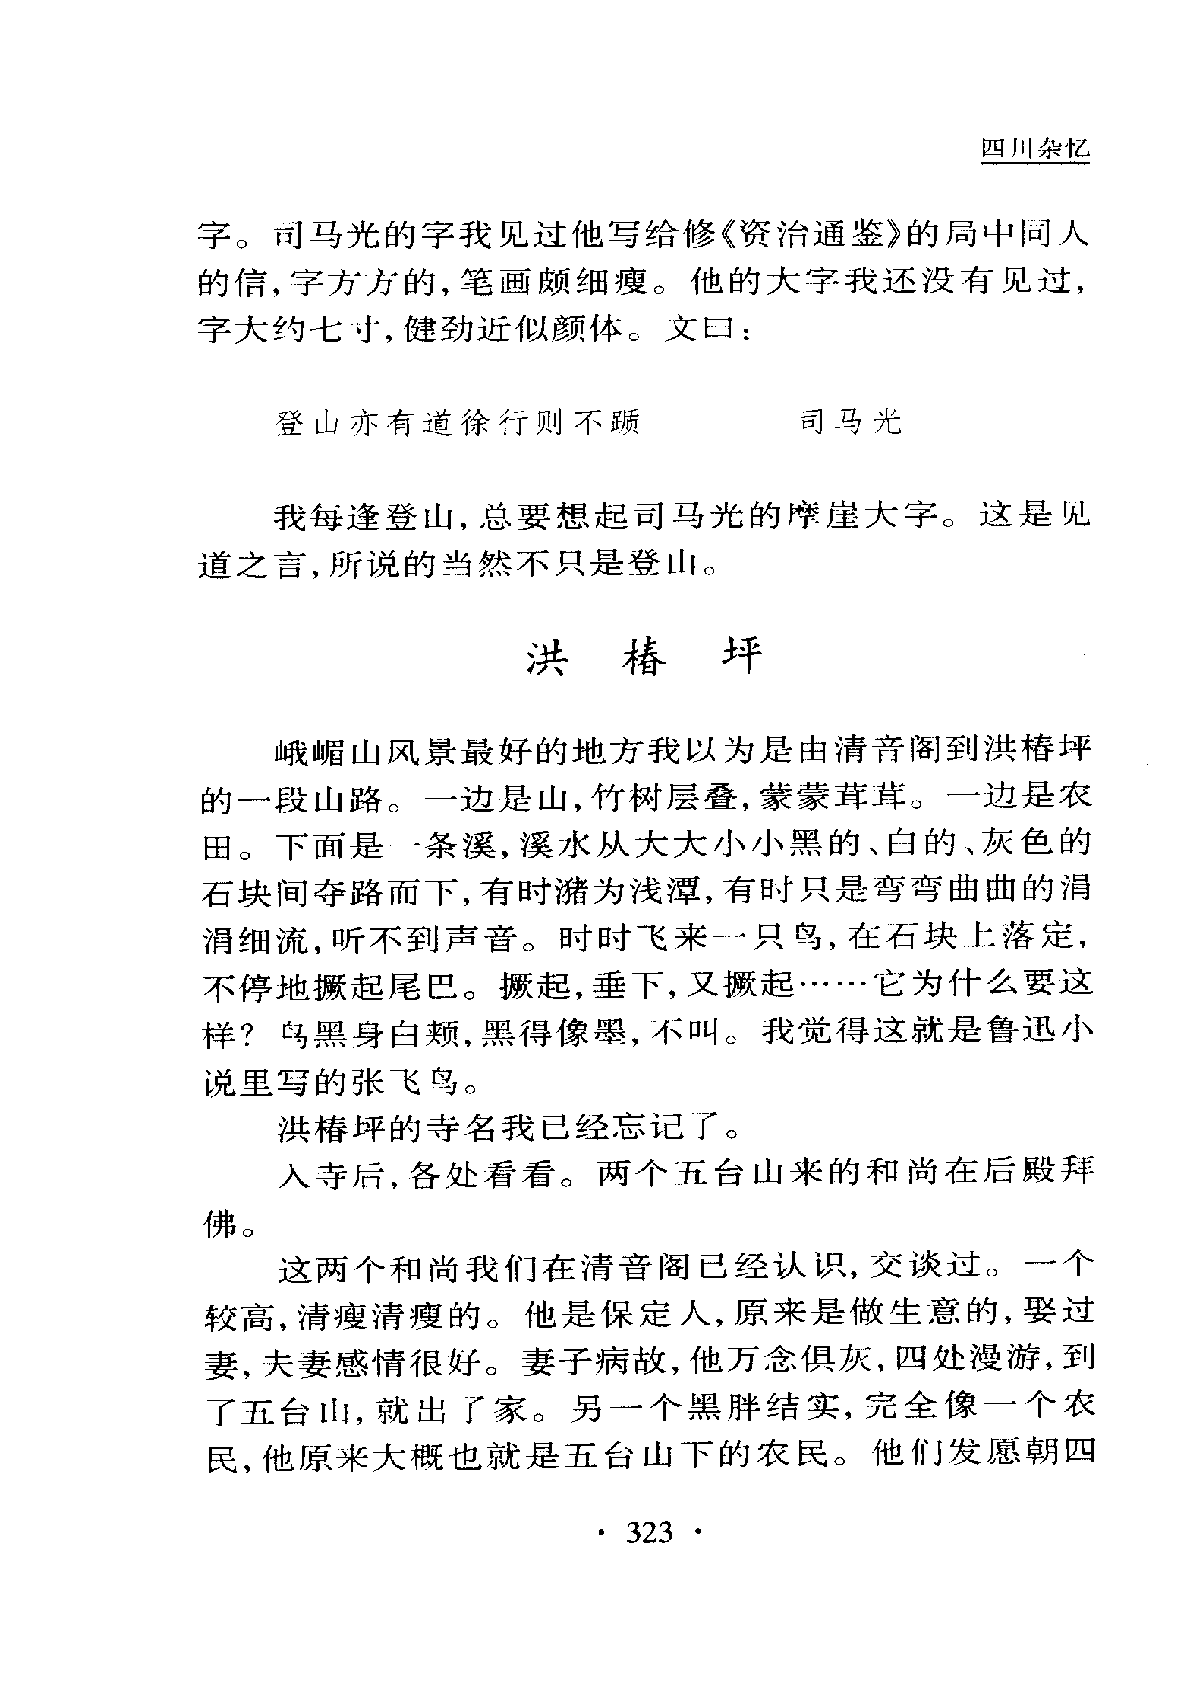 四川杂忆
字。司马光的字我见过他写给修《资治通鉴》的局中同人
的信,字方方的,笔画颇细瘦。他的大字我还没有见过,
字大约七寸,健劲近似颜体。文曰:
登山亦有道徐行则不踬 司马光
我每逢登山,总要想起司马光的摩崖大字。这是见
道之言,所说的当然不只是登山。
洪椿坪
峨嵋山风景最好的地方我以为是由清音阁到洪椿坪
的一段山路。一边是山,竹树层叠,蒙蒙茸茸。一边是农
田。下面是一条溪,溪水从大大小小黑的、白的、灰色的
石块间夺路而下,有时潴为浅潭,有时只是弯弯曲曲的涓
涓细流,听不到声音。时时飞来一只鸟,在石块上落定,
不停地撅起尾巴。撅起,垂下,又撅起……它为什么要这
样?鸟黑身白颊,黑得像墨,不叫。我觉得这就是鲁迅小
说里写的张飞鸟。
洪椿坪的寺名我已经忘记了。
入寺后,各处看看。两个五台山来的和尚在后殿拜
佛。
这两个和尚我们在清音阁已经认识,交谈过。一个
较高,清瘦清瘦的。他是保定人,原来是做生意的,娶过
妻,夫妻感情很好。妻子病故,他万念俱灰,四处漫游,到
了五台山,就出了家。另一个黑胖结实,完全像一个农
民,他原来大概也就是五台山下的农民。他们发愿朝四
· 323 ·